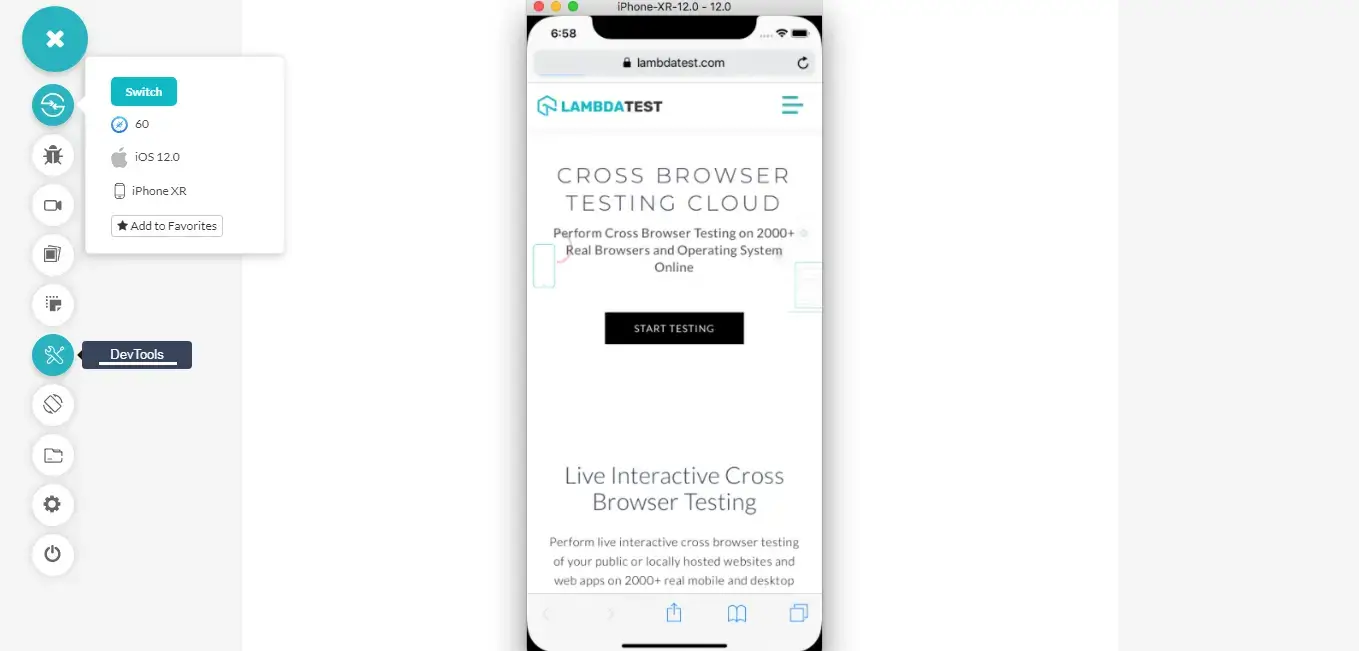 iPhone-XR-12.0 - 12.0
6:58
lambdatest.com
LAMBDATEST
Switch
60
iOS 12.0
iPhone XR
Add to Favorites
DevTools
CROSS BROWSER
TESTING CLOUD
Perform Cross Browser Testing on 2000+
Real Browsers and Operating System
Online
START TESTING
Live Interactive Cross
Browser Testing
Perform live interactive cross browser testing
of your public or locally hosted websites and
web apps on 2000+ real mobile and desktop